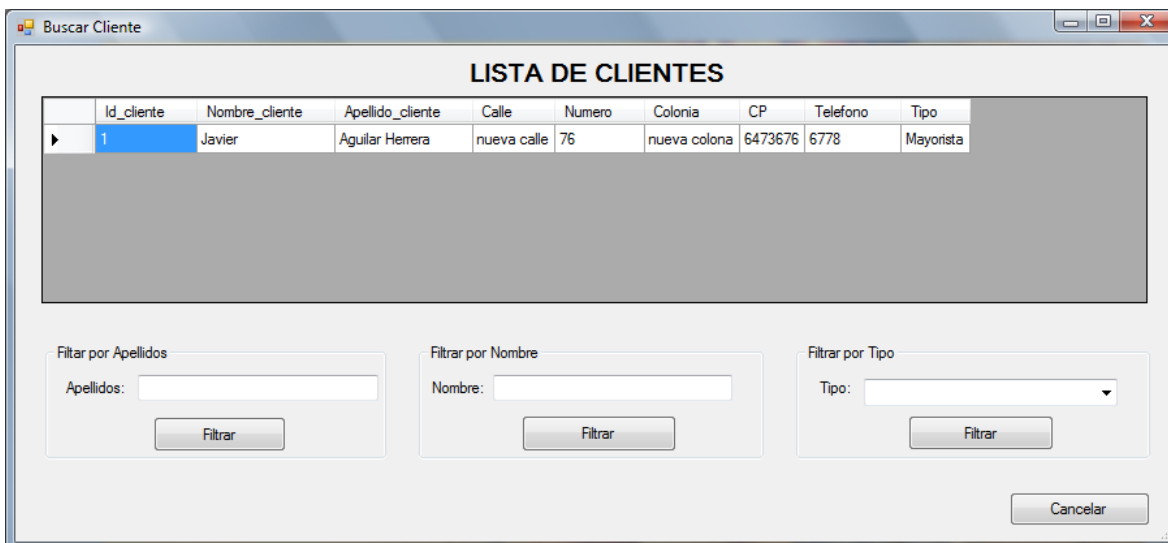 Buscar Cliente
LISTA DE CLIENTES
Id_cliente Nombre_cliente Apellido_cliente Calle Numero Colonia CP Telefono Tipo
1 Javier Aguilar Herrera nueva calle 76 nueva colona 6473676 6778 Mayorista
Filtar por Apellidos Filtrar por Nombre Filtrar por Tipo
Apellidos: Nombre: Tipo:
Filtrar Filtrar Filtrar
Cancelar